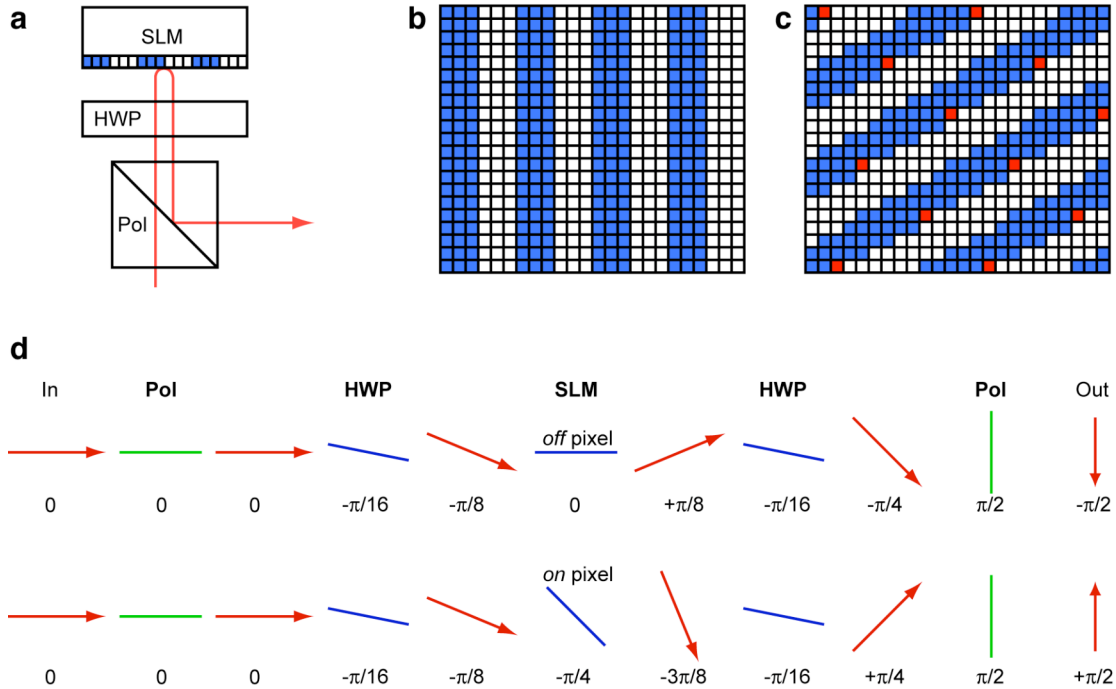 a
SLM
HWP
Pol
b
c
d
In Pol HWP SLM HWP Pol Out
off pixel
0 0 0 -π/16 -π/8 0 +π/8 -π/16 -π/4 π/2 -π/2
on pixel
0 0 0 -π/16 -π/8 -π/4 -3π/8 -π/16 +π/4 π/2 +π/2